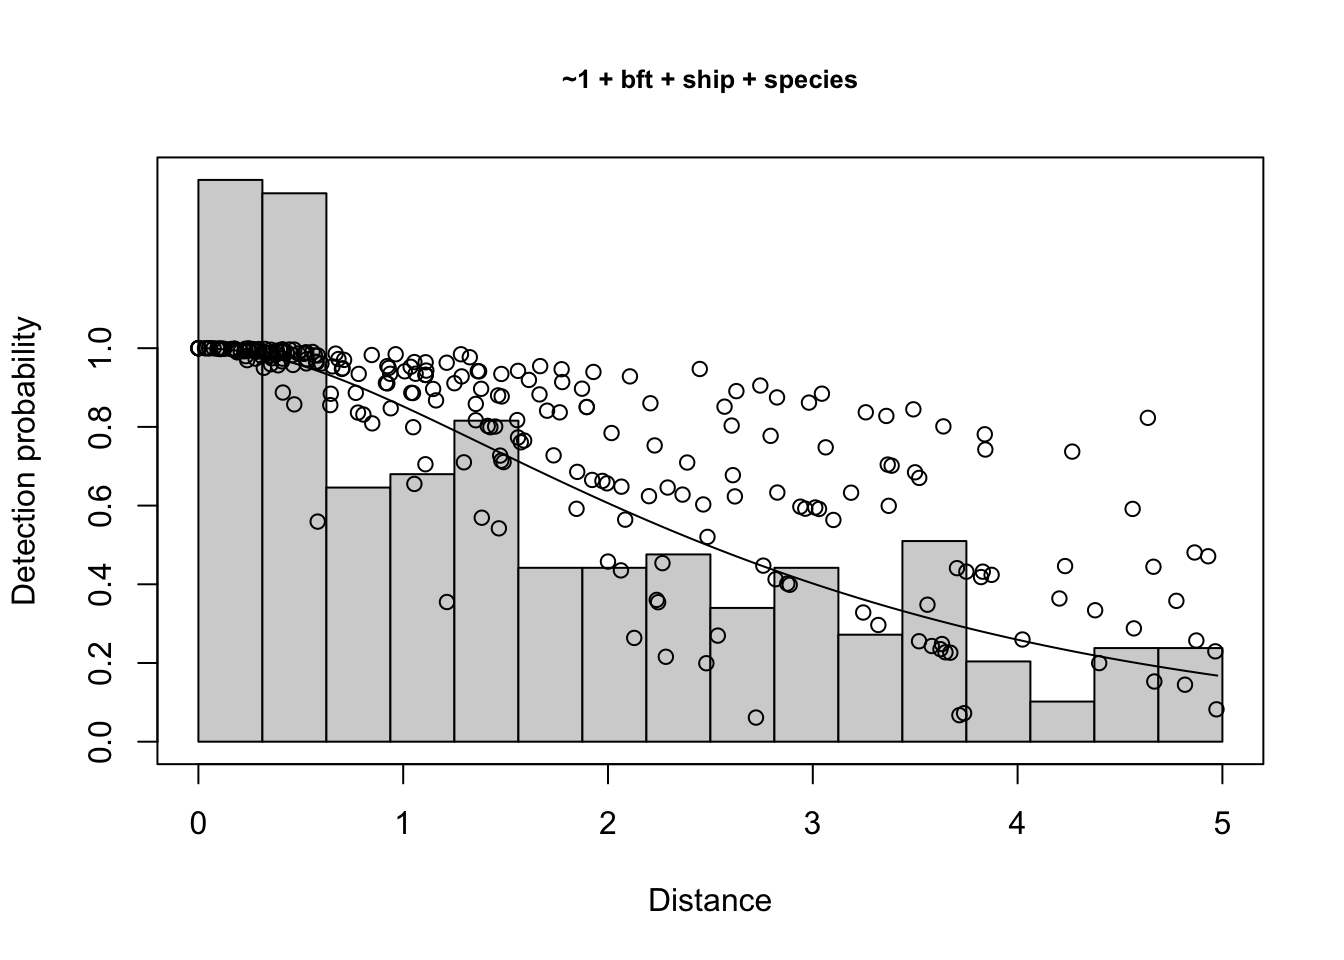 ~1 + bft + ship + species
Detection probability
1.0
0.8
0.6
0.4
0.2
0.0
0 1 2 3 4 5
Distance